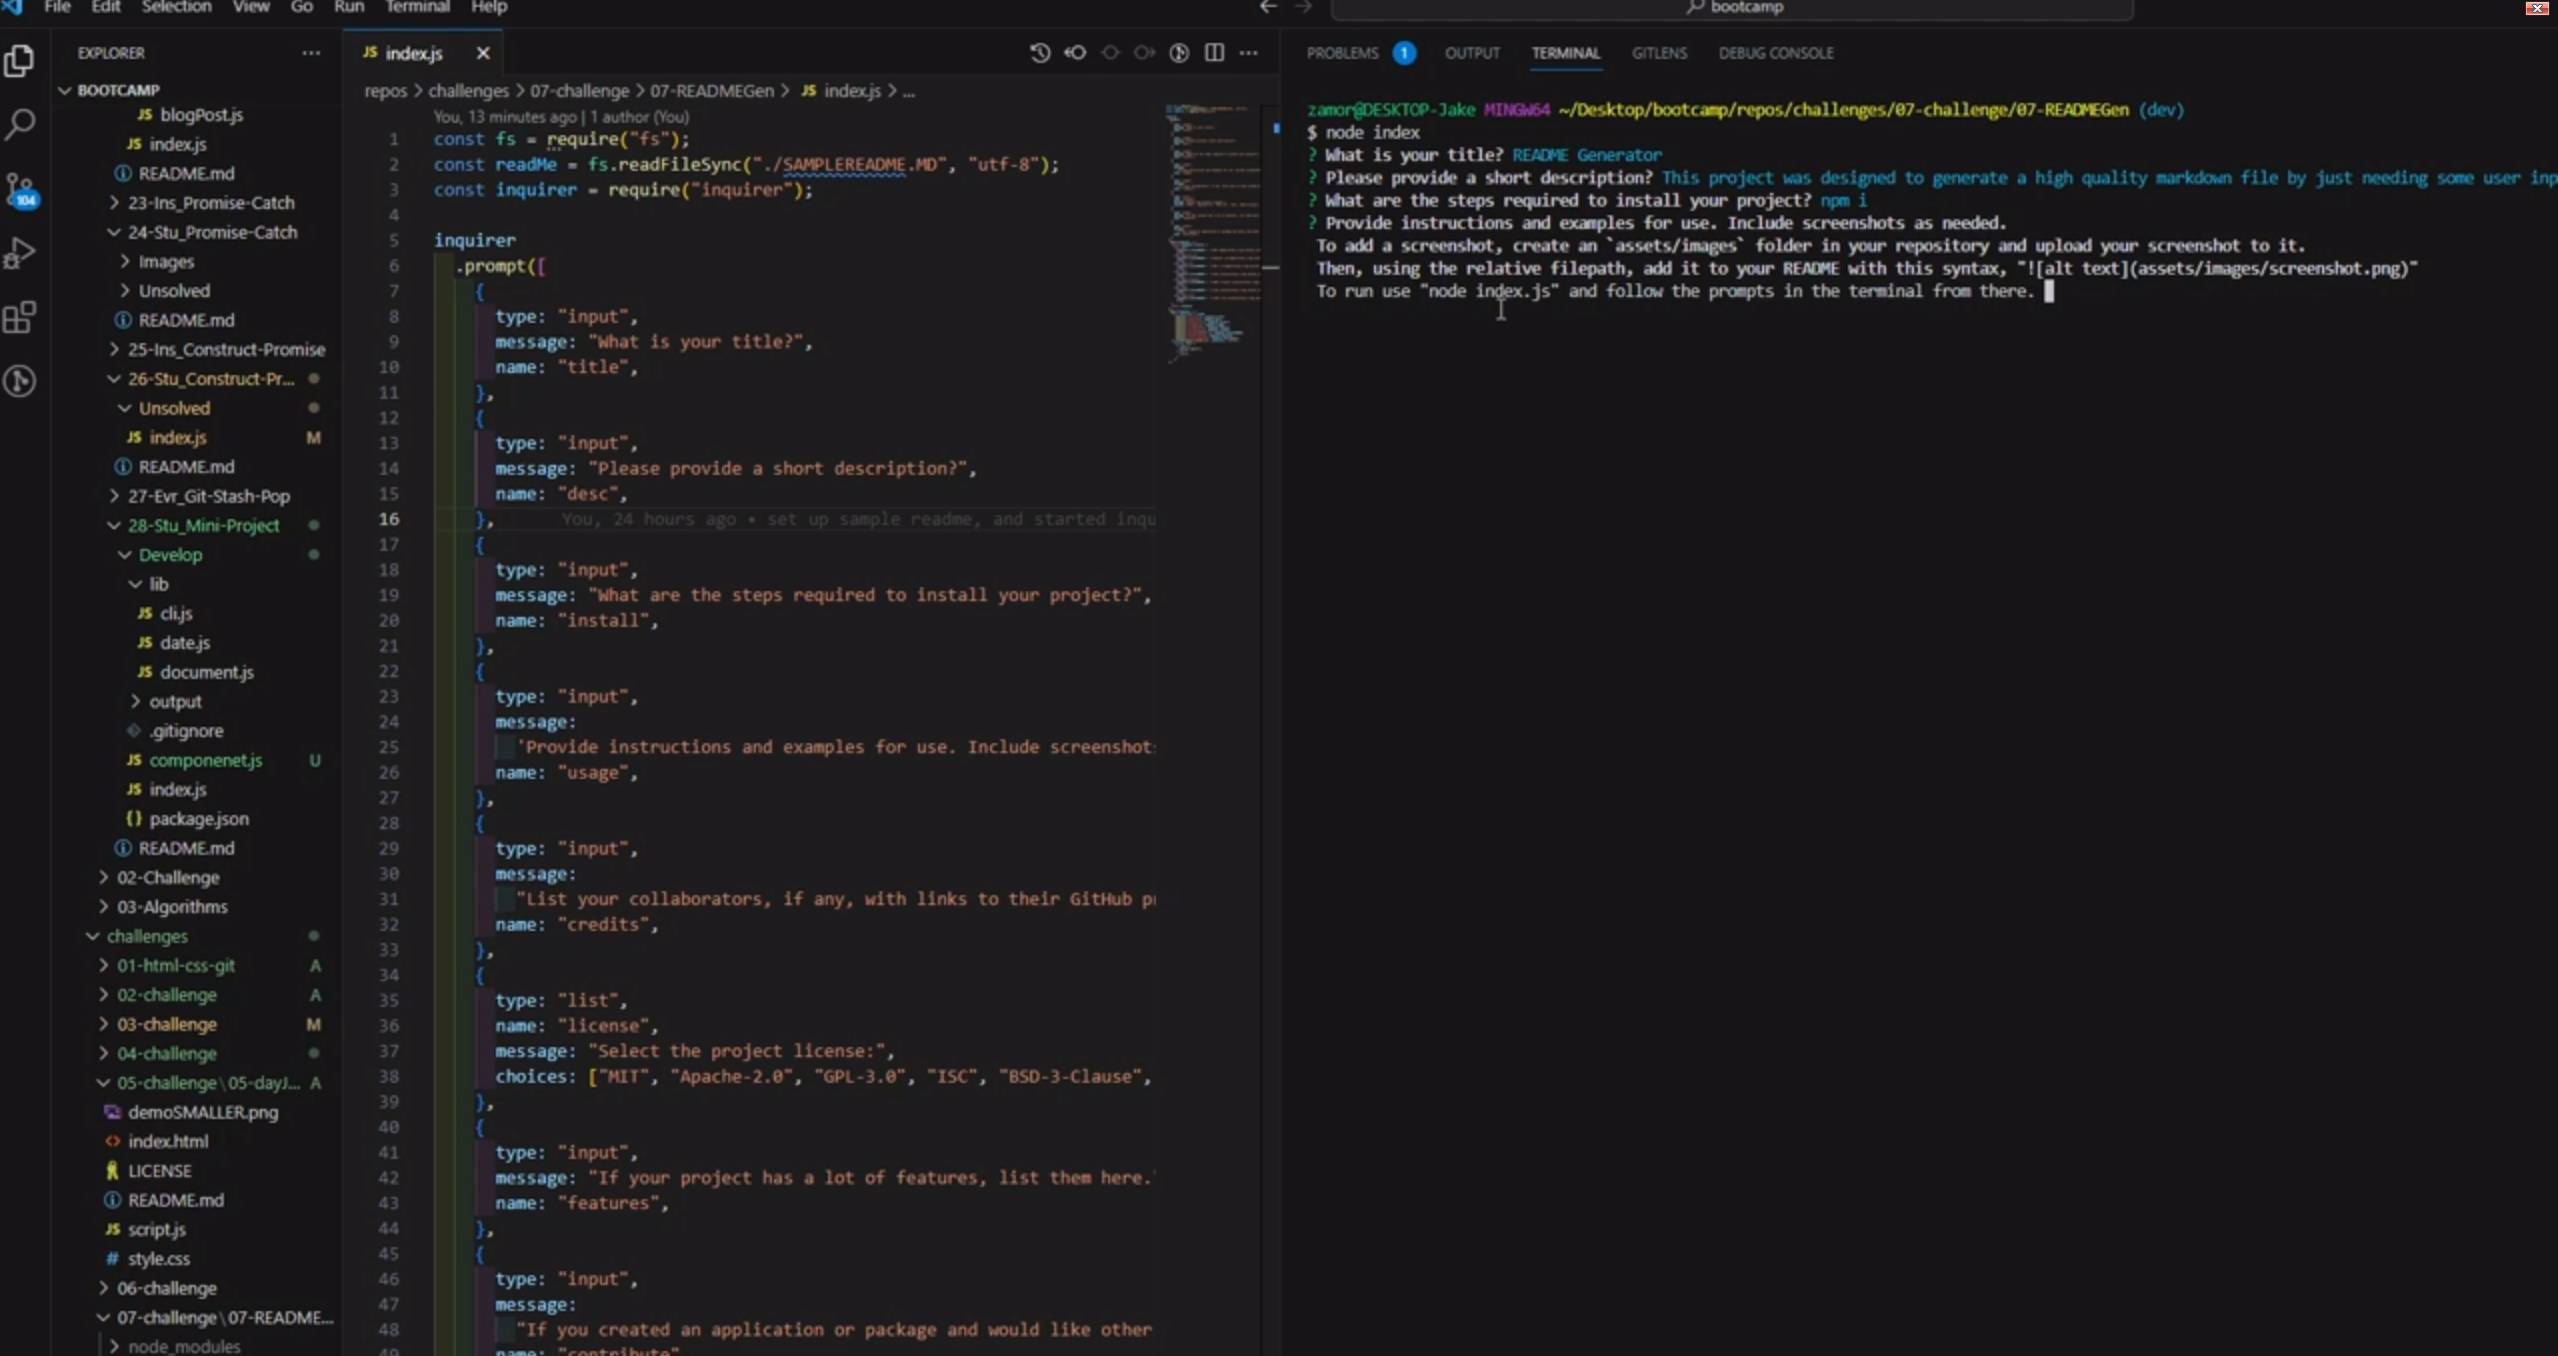 File Edit Selection View Go Run Terminal Help
bootcamp
EXPLORER
BOOTCAMP
blogPost.js
index.js
README.md
23-Ins_Promise-Catch
24-Stu_Promise-Catch
Images
Unsolved
README.md
25-Ins_Construct-Promise
26-Stu_Construct-Pr...
Unsolved
index.js M
README.md
27-Evr_Git-Stash-Pop
28-Stu_Mini-Project
Develop
lib
JS cli.js
JS date.js
JS document.js
output
.gitignore
JS componenet.js U
JS index.js
{} package.json
README.md
02-Challenge
03-Algorithms
challenges
01-html-css-git A
02-challenge A
03-challenge M
04-challenge
05-challenge\05-dayJ... A
demoSMALLER.png
<> index.html
LICENSE
README.md
JS script.js
# style.css
06-challenge
07-challenge\07-README...
node_modules
104
JS index.js
repos > challenges > 07-challenge > 07-READMEGen > JS index.js > ...
You, 13 minutes ago | 1 author (You)
1 const fs = require("fs");
2 const readMe = fs.readFileSync("./SAMPLEREADME.MD", "utf-8");
3 const inquirer = require("inquirer");
4
5 inquirer
6 .prompt([
7 {
8 type: "input",
9 message: "What is your title?",
10 name: "title",
11 },
12 {
13 type: "input",
14 message: "Please provide a short description?",
15 name: "desc",
16 }, You, 24 hours ago • set up sample readme, and started inqu
17 {
18 type: "input",
19 message: "What are the steps required to install your project?",
20 name: "install",
21 },
22 {
23 type: "input",
24 message:
25 'Provide instructions and examples for use. Include screenshots
26 name: "usage",
27 },
28 {
29 type: "input",
30 message:
31 "List your collaborators, if any, with links to their GitHub pr
32 name: "credits",
33 },
34 {
35 type: "list",
36 name: "license",
37 message: "Select the project license:",
38 choices: ["MIT", "Apache-2.0", "GPL-3.0", "ISC", "BSD-3-Clause",
39 },
40 {
41 type: "input",
42 message: "If your project has a lot of features, list them here."
43 name: "features",
44 },
45 {
46 type: "input",
47 message:
48 "If you created an application or package and would like other
49 name: "contribute"
PROBLEMS 1 OUTPUT TERMINAL GITLENS DEBUG CONSOLE
zamor@DESKTOP-Jake MINGW64 ~/Desktop/bootcamp/repos/challenges/07-challenge/07-READMEGen (dev)
$ node index
? What is your title? README Generator
? Please provide a short description? This project was designed to generate a high quality markdown file by just needing some user inp
? What are the steps required to install your project? npm i
? Provide instructions and examples for use. Include screenshots as needed.
To add a screenshot, create an `assets/images` folder in your repository and upload your screenshot to it.
Then, using the relative filepath, add it to your README with this syntax, "![alt text](assets/images/screenshot.png)"
To run use "node index.js" and follow the prompts in the terminal from there.